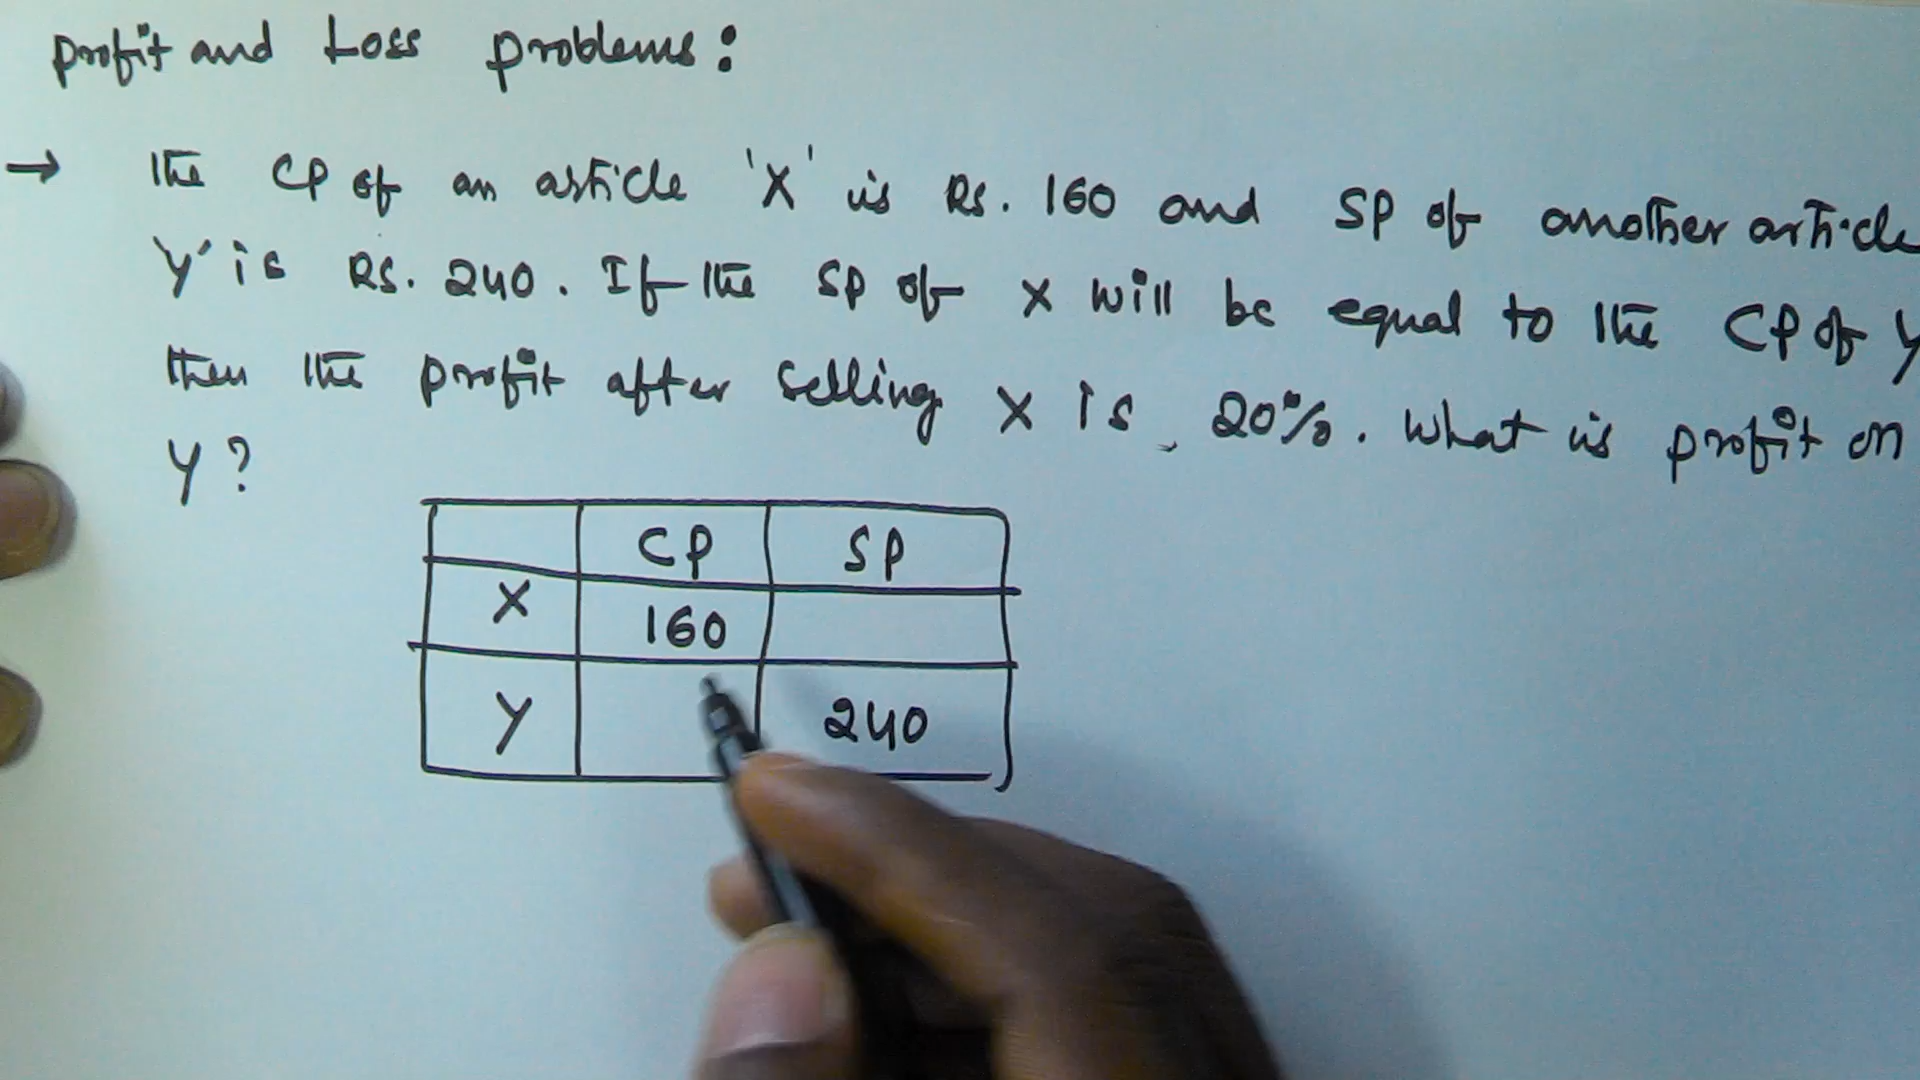 Profit and Loss problems:
→ The CP of an article 'X' is Rs. 160 and SP of another article
Y' is Rs. 240. If the SP of X will be equal to the CP of Y
then the profit after selling X is, 20%. What is profit on
Y?
CP SP
X 160
Y 240